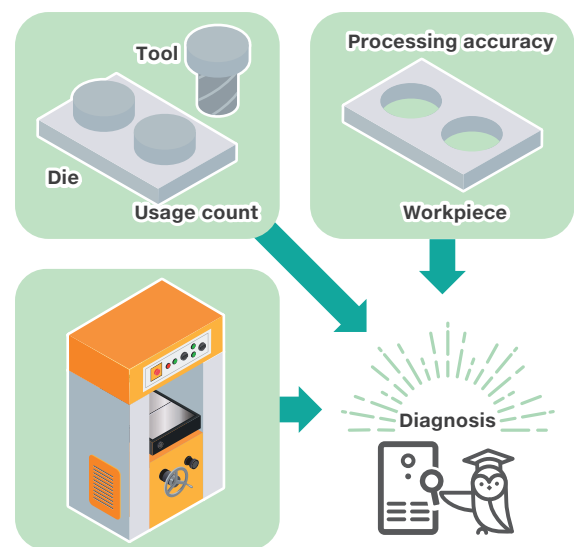 Tool
Die
Usage count
Processing accuracy
Workpiece
Diagnosis